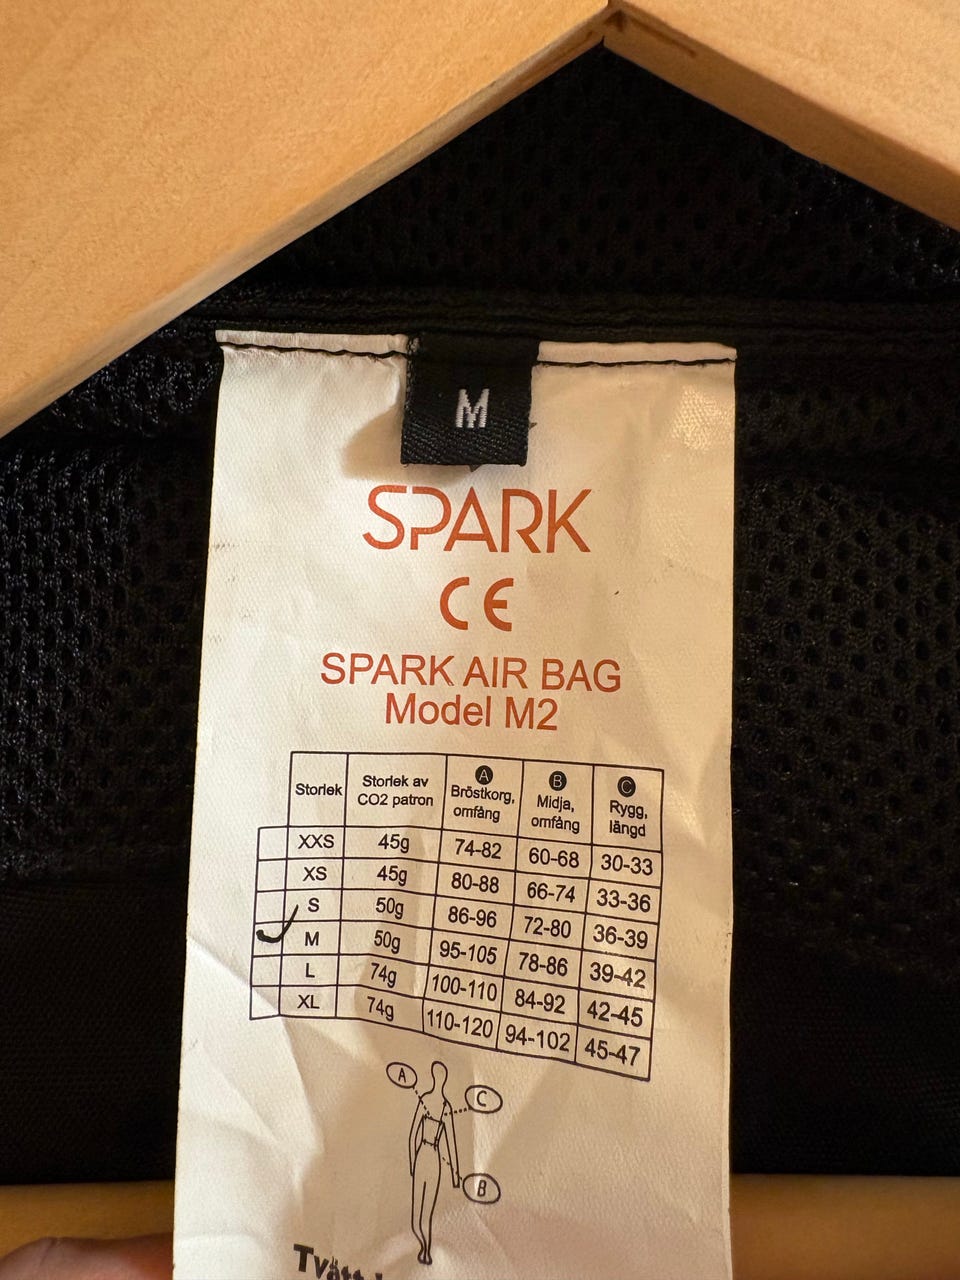 M
SPARK
CE
SPARK AIR BAG
Model M2
Storlek | Storlek av CO2 patron | A Bröstkorg, omfång | B Midja, omfång | C Rygg, längd
XXS 45g 74-82 60-68 30-33
XS 45g 80-88 66-74 33-36
S 50g 86-96 72-80 36-39
M 50g 95-105 78-86 39-42
L 74g 100-110 84-92 42-45
XL 74g 110-120 94-102 45-47
A
C
B